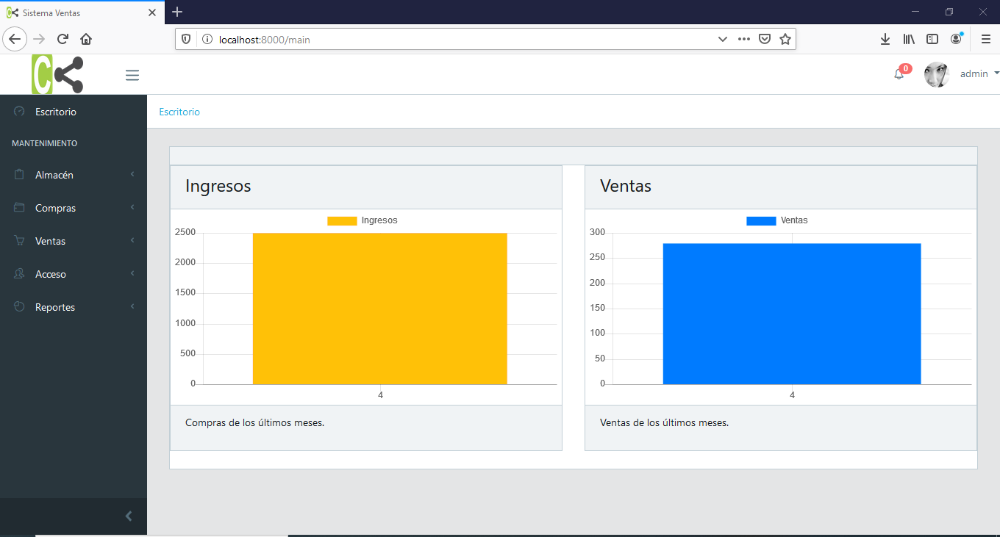 Sistema Ventas
localhost:8000/main
C
0
admin
Escritorio
Escritorio
MANTENIMIENTO
Almacén
Compras
Ventas
Acceso
Reportes
Ingresos
Ingresos
2500
2000
1500
1000
500
0
4
Compras de los últimos meses.
Ventas
Ventas
300
250
200
150
100
50
0
4
Ventas de los últimos meses.